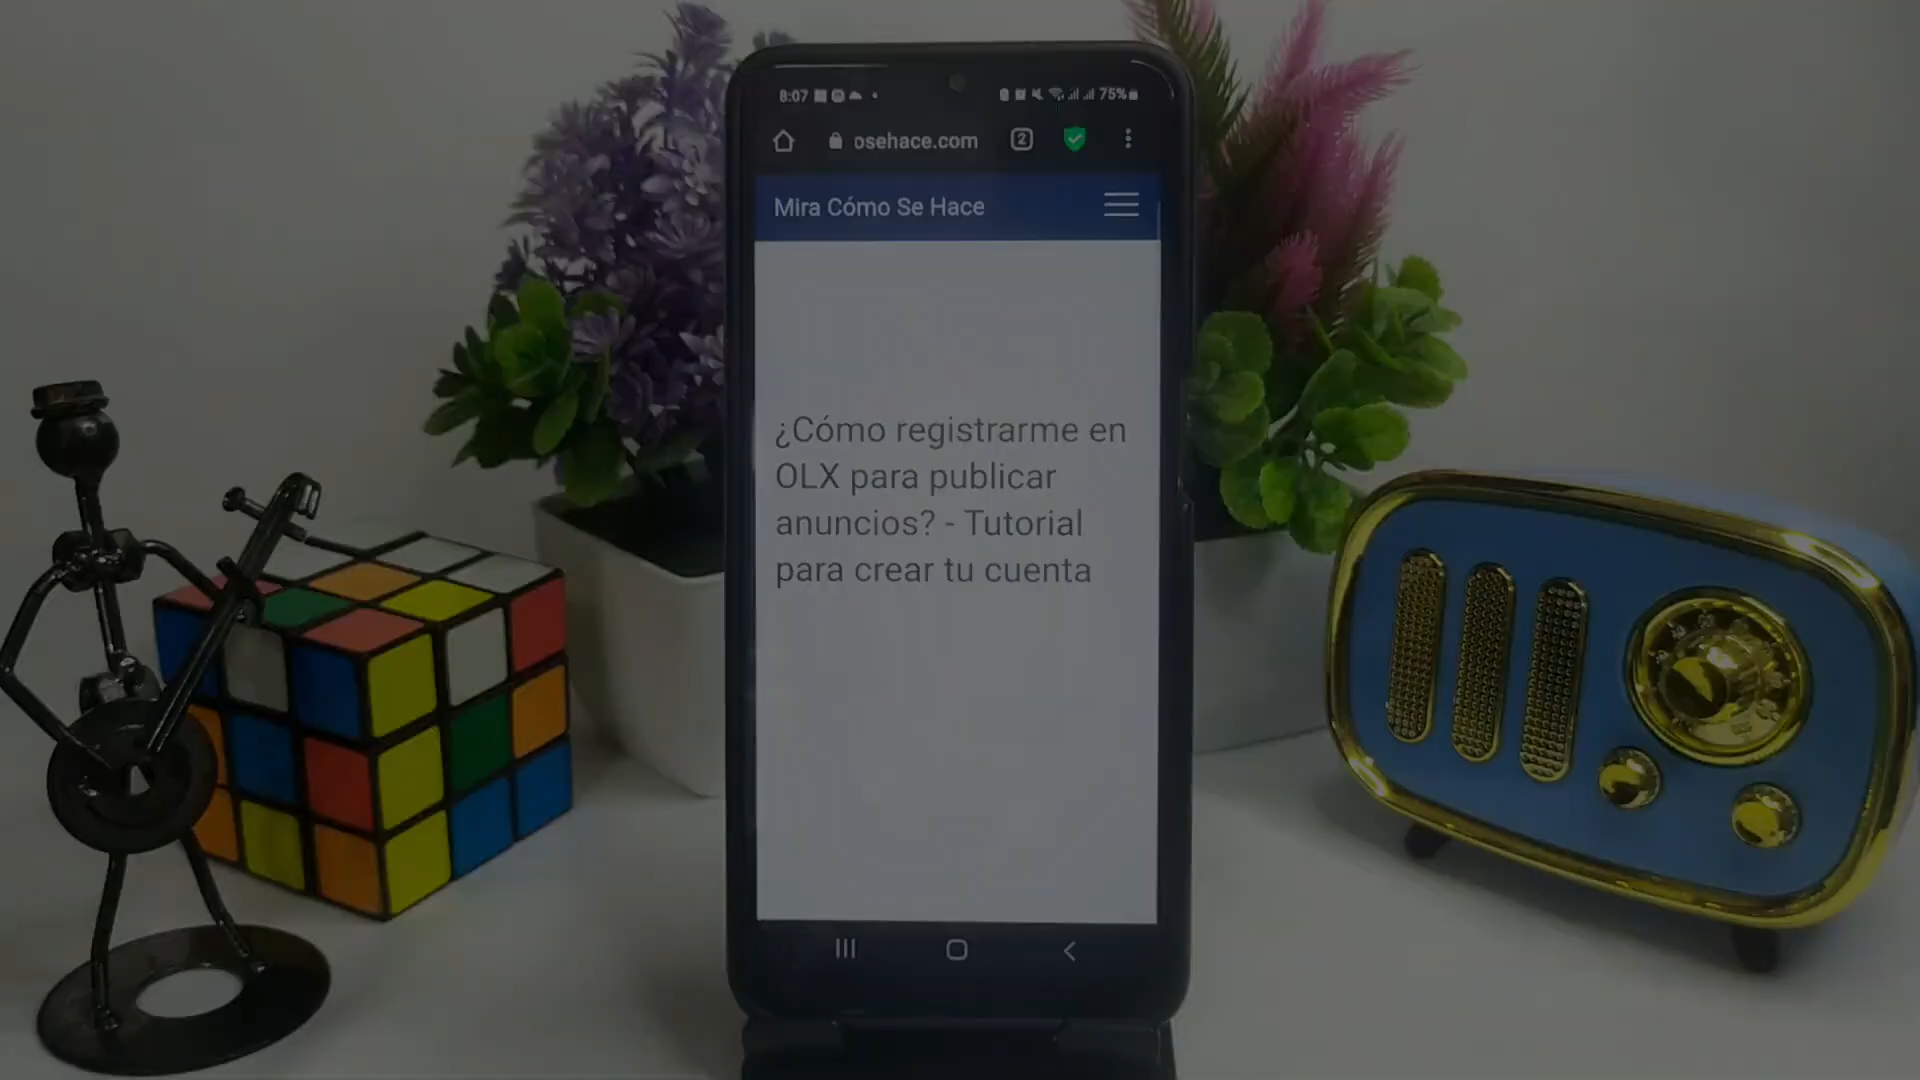 8:07
75%
osehace.com
2
Mira Cómo Se Hace
¿Cómo registrarme en
OLX para publicar
anuncios? - Tutorial
para crear tu cuenta